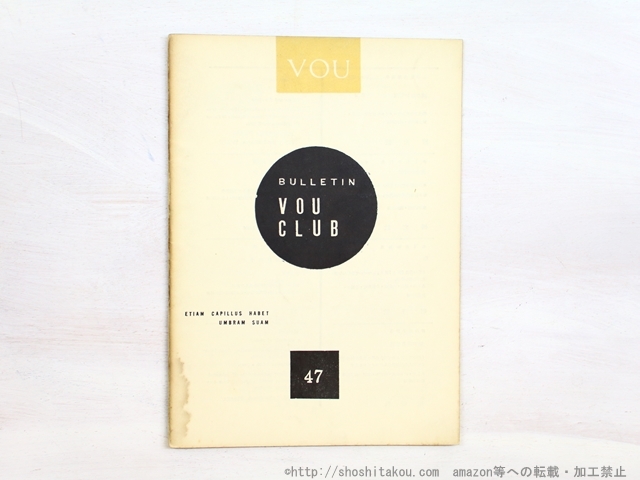 VOU
BULLETIN
VOU
CLUB
ETIAM CAPILLUS HABET
UMBRAM SUAM
47
©http://shoshitakou.com amazon等への転載・加工禁止